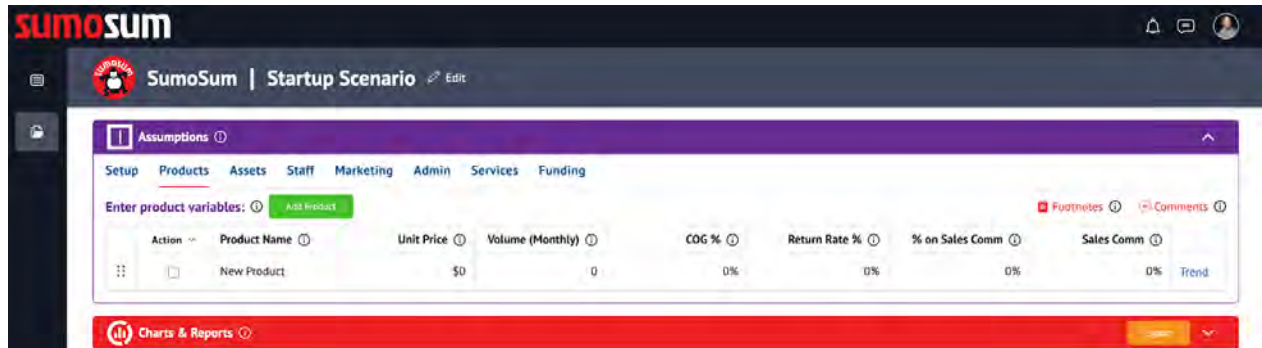 sumosum
SumoSum | Startup Scenario Edit
Assumptions
Setup Products Assets Staff Marketing Admin Services Funding
Enter product variables: Add Product Footnotes Comments
Action Product Name Unit Price Volume (Monthly) COG % Return Rate % % on Sales Comm Sales Comm
New Product $0 0 0% 0% 0% 0% Trend
Charts & Reports